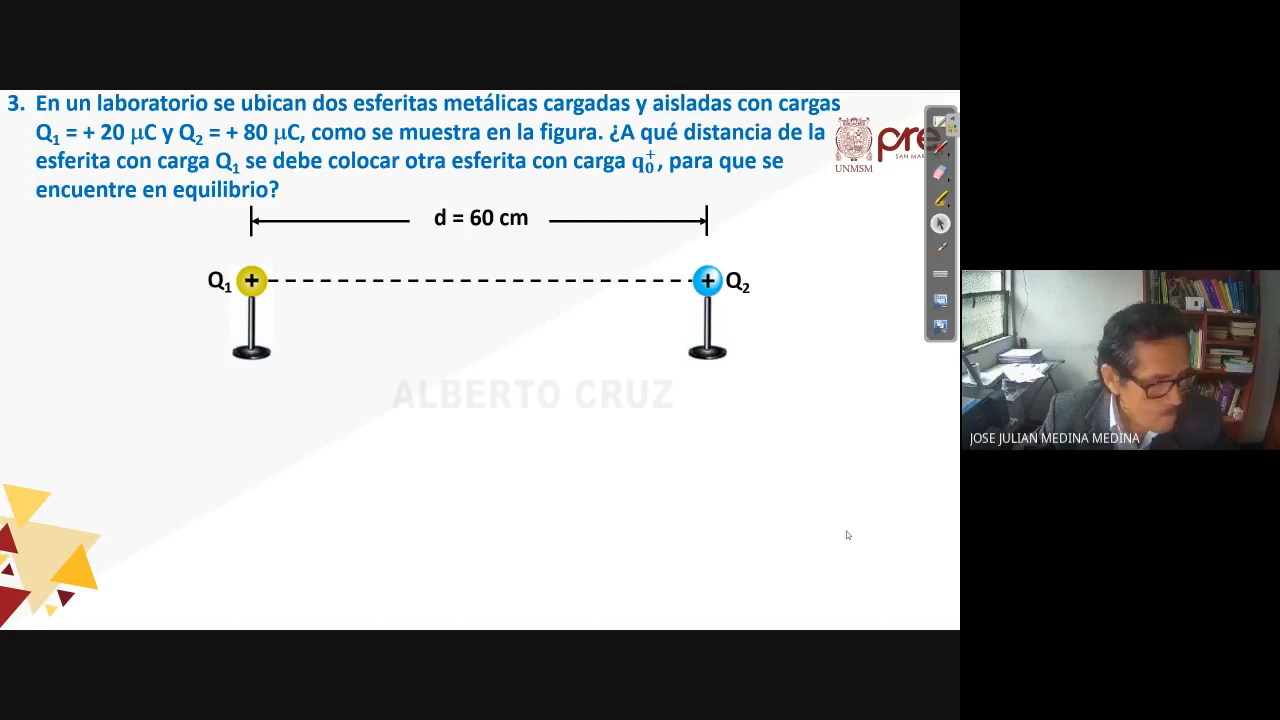 3. En un laboratorio se ubican dos esferitas metálicas cargadas y aisladas con cargas
Q₁ = + 20 μC y Q₂ = + 80 μC, como se muestra en la figura. ¿A qué distancia de la
esferita con carga Q₁ se debe colocar otra esferita con carga q₀⁺, para que se
encuentre en equilibrio?
UNMSM
pre
SAN MAR
d = 60 cm
Q₁ + + Q₂
ALBERTO CRUZ
JOSE JULIAN MEDINA MEDINA